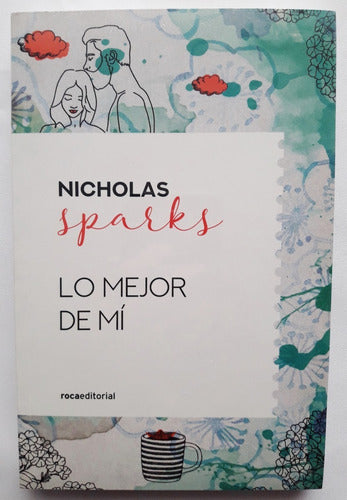 NICHOLAS
sparks
LO MEJOR
DE MÍ
rocaeditorial